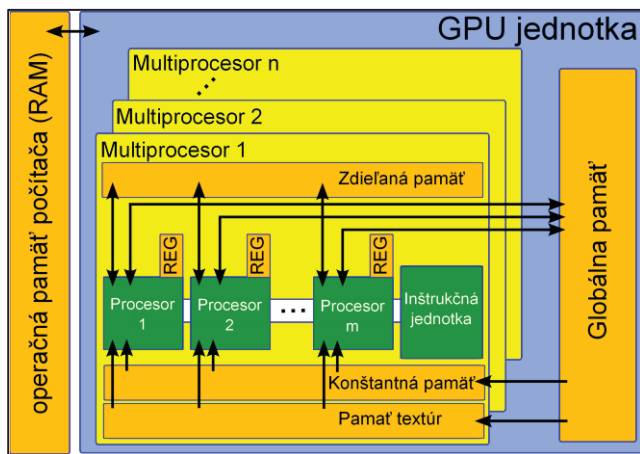 operačná pamäť počítača (RAM)
GPU jednotka
Multiprocesor n
...
Multiprocesor 2
Multiprocesor 1
Zdieľaná pamäť
REG
REG
REG
Procesor
1
Procesor
2
...
Procesor
m
Inštrukčná
jednotka
Konštantná pamäť
Pamať textúr
Globálna pamäť